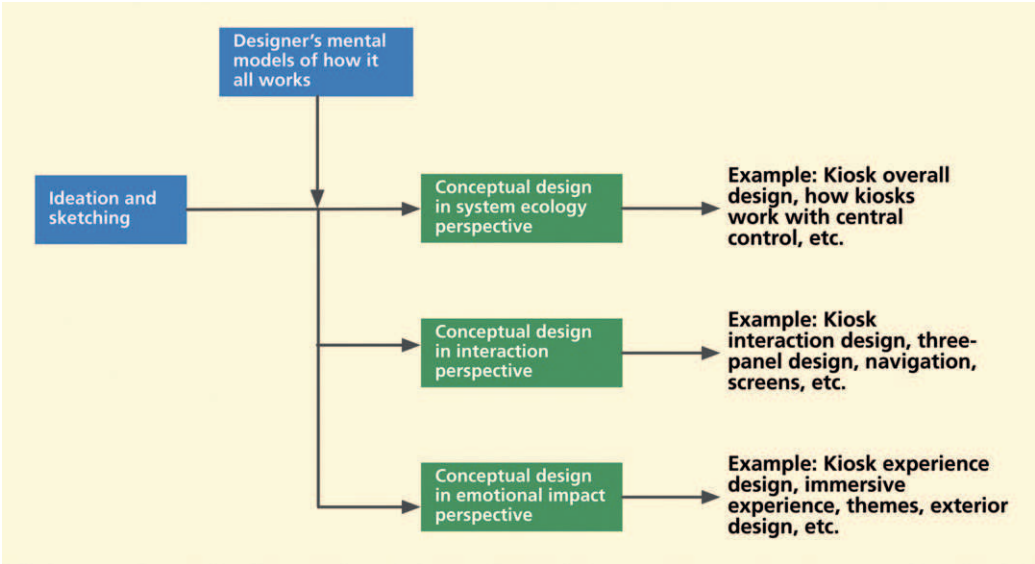 Designer's mental
models of how it
all works
Ideation and
sketching
Conceptual design
in system ecology
perspective
Example: Kiosk overall
design, how kiosks
work with central
control, etc.
Conceptual design
in interaction
perspective
Example: Kiosk
interaction design, three-
panel design, navigation,
screens, etc.
Conceptual design
in emotional impact
perspective
Example: Kiosk experience
design, immersive
experience, themes, exterior
design, etc.